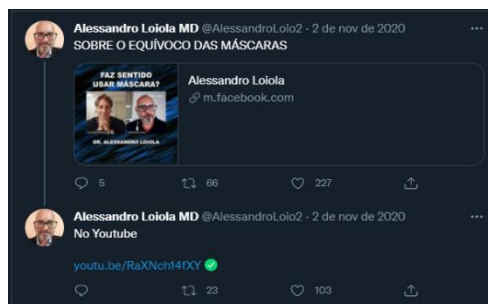 Alessandro Loiola MD @AlessandroLolo2 · 2 de nov de 2020
SOBRE O EQUÍVOCO DAS MÁSCARAS
FAZ SENTIDO
USAR MÁSCARA?
DR. ALESSANDRO LOIOLA
Alessandro Loiola
m.facebook.com
5 66 227
Alessandro Loiola MD @AlessandroLolo2 · 2 de nov de 2020
No Youtube
youtu.be/RaXNch14fXY
23 103